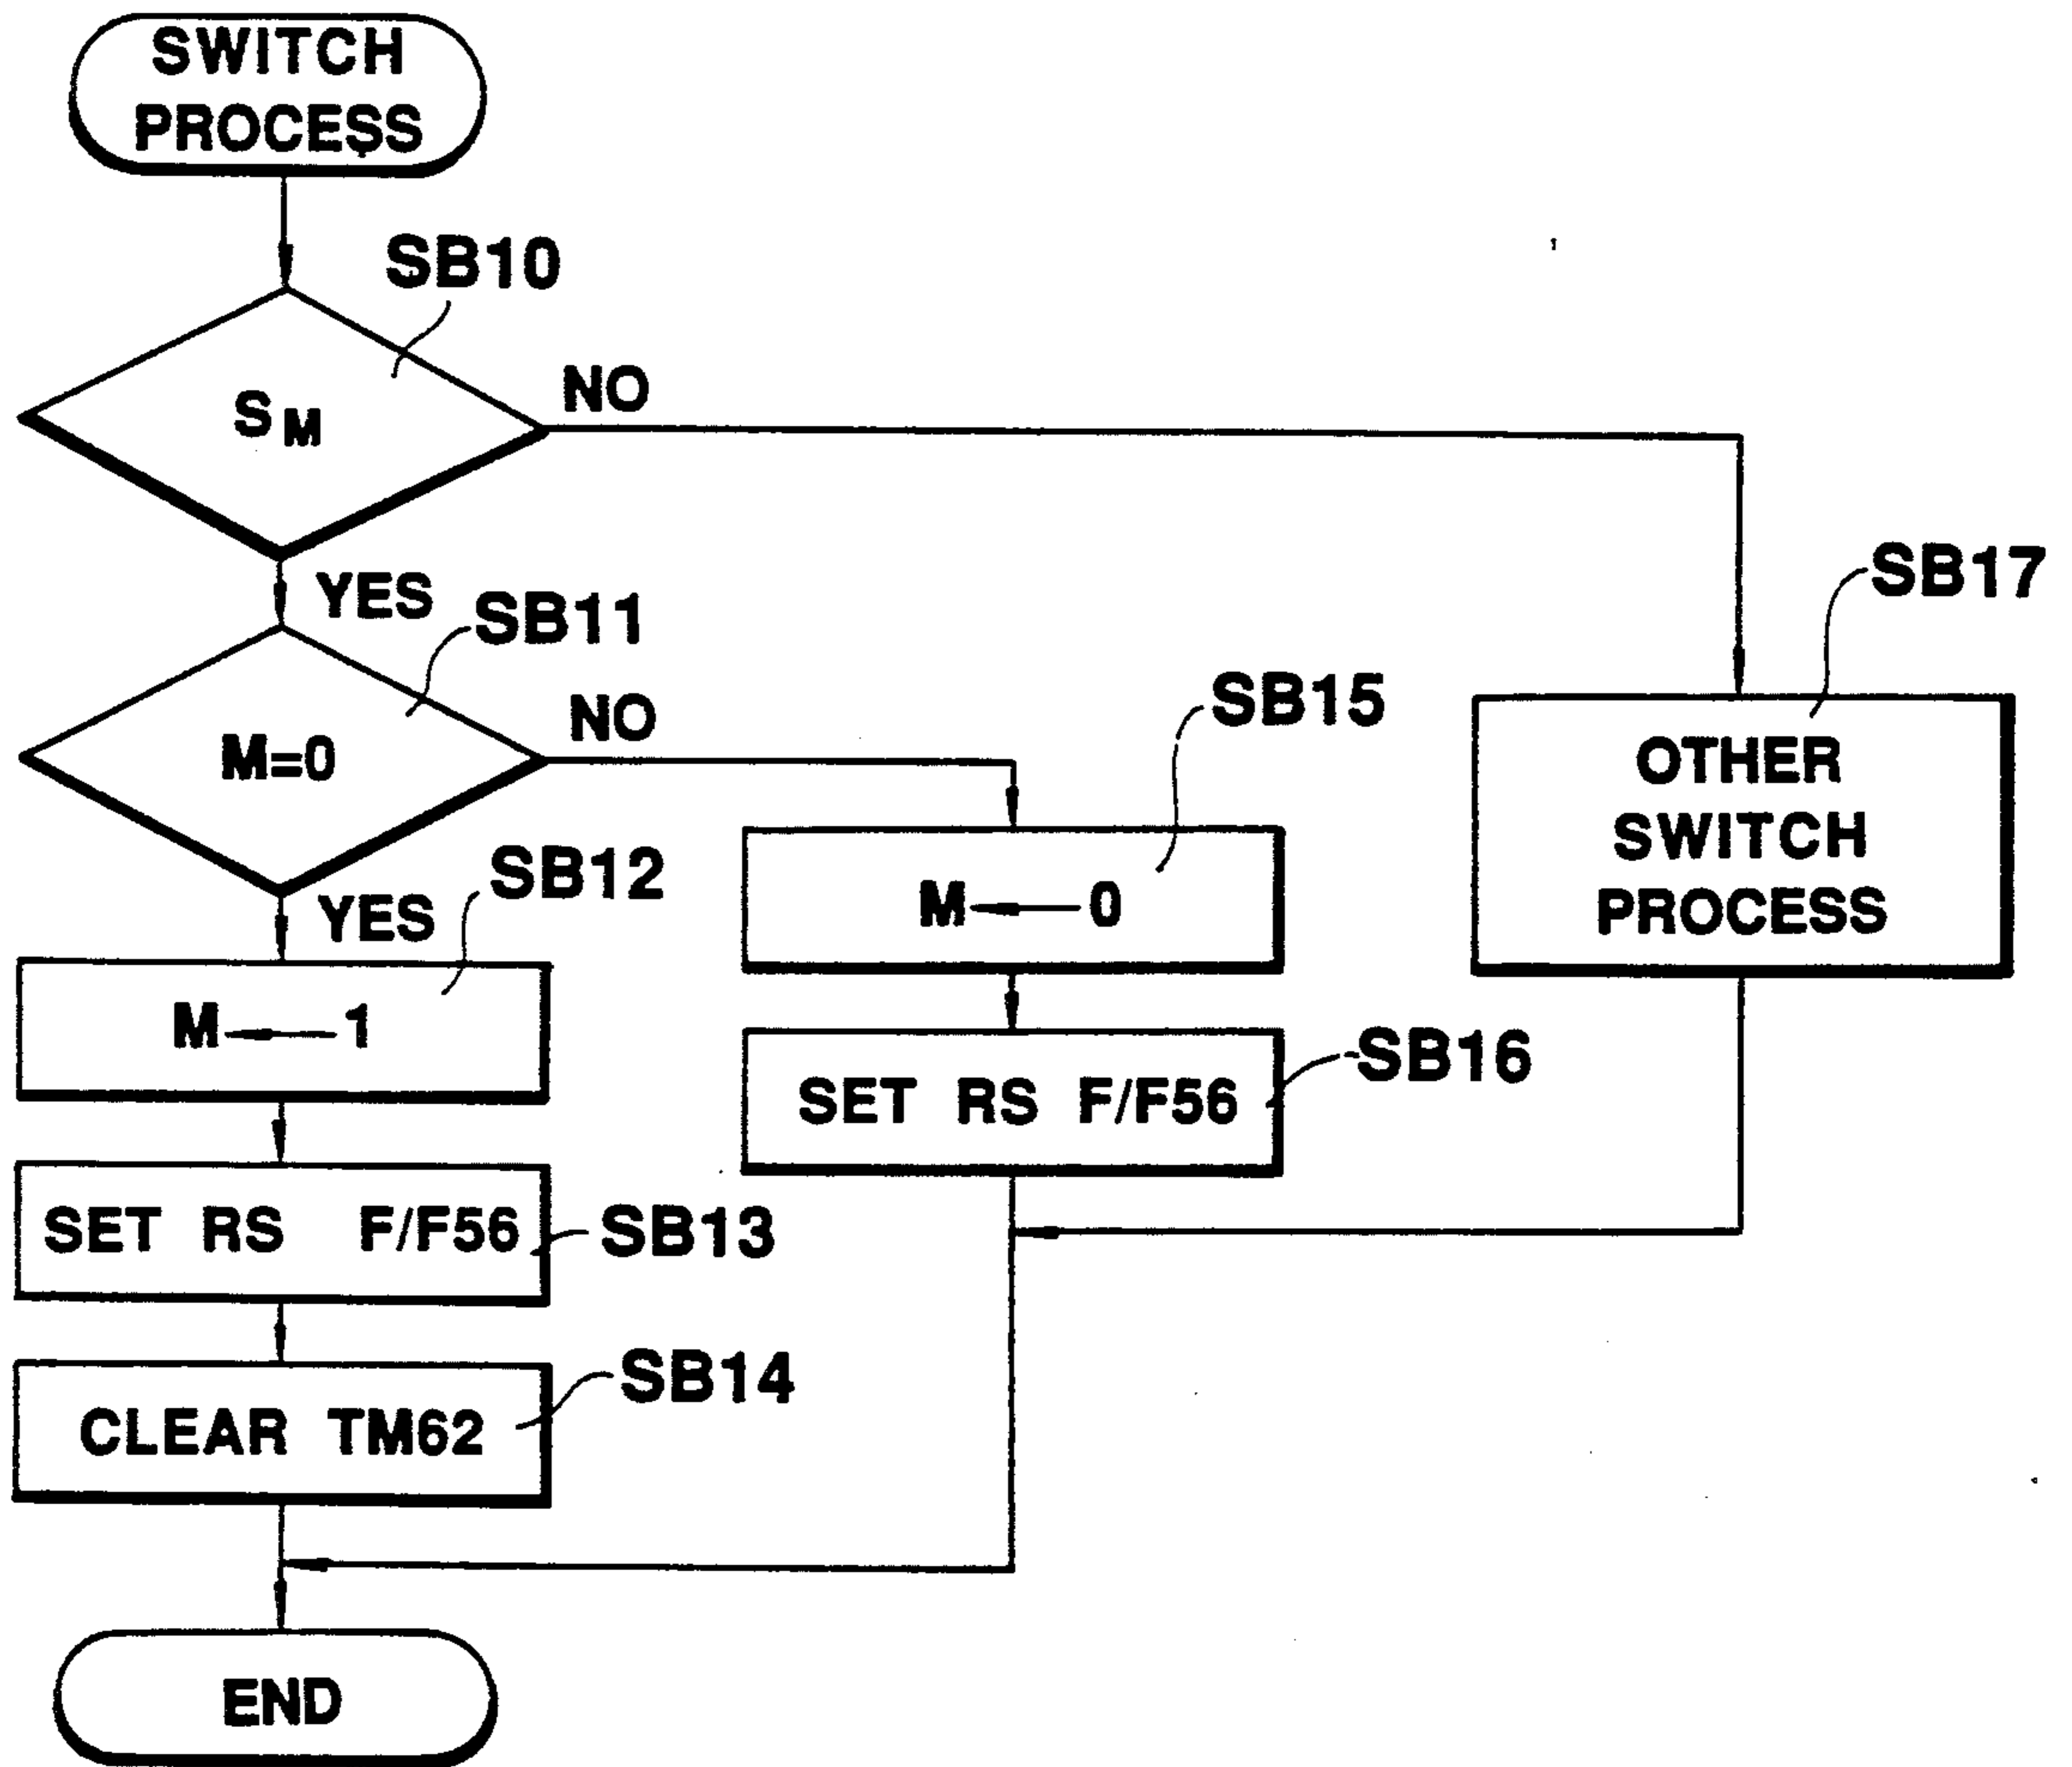 SWITCH
PROCESS
SB10
SM
NO
YES
SB11
M=0
NO
YES
SB12
M←1
SET RS F/F56
SB13
CLEAR TM62
SB14
SB15
M←0
SET RS F/F56
SB16
SB17
OTHER
SWITCH
PROCESS
END